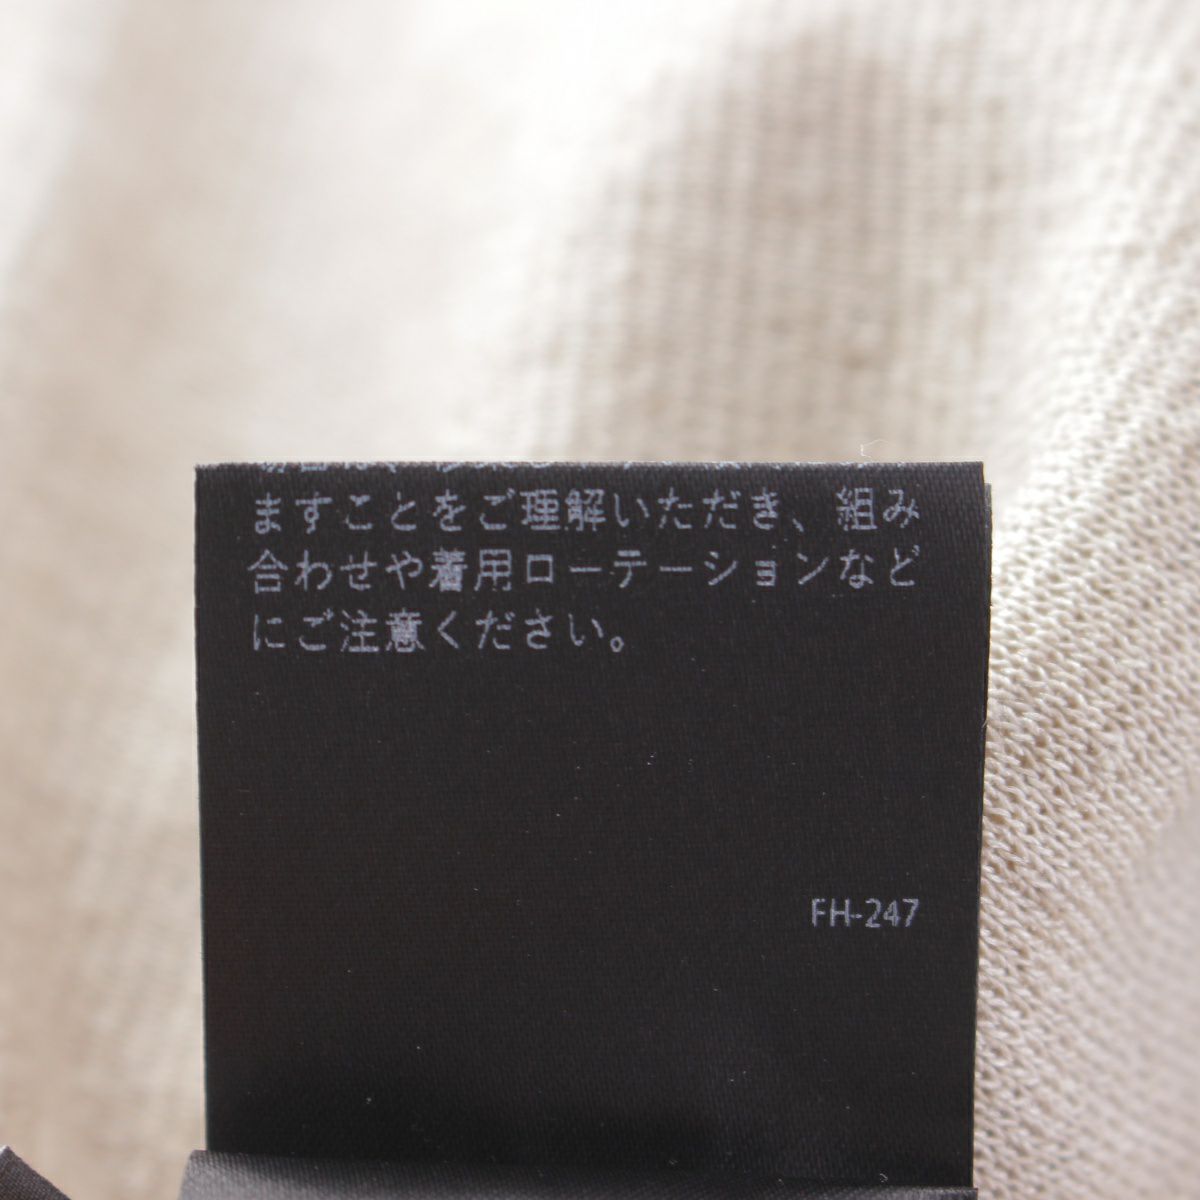 ますことをご理解いただき、組み
合わせや着用ローテーションなど
にご注意ください。
FH-247